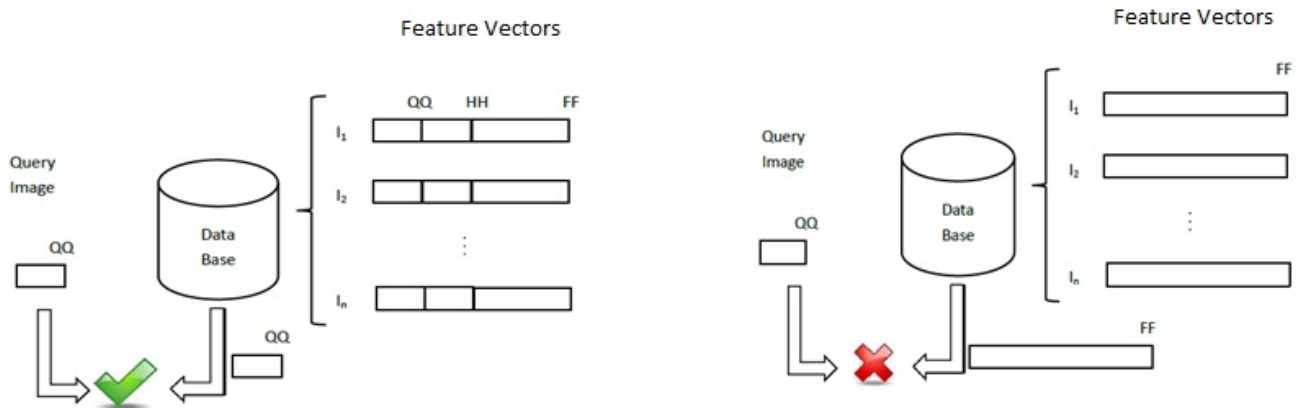 Feature Vectors
QQ HH FF
I1
Query
Image
I2
Data
Base
QQ
⋮
In
QQ
Feature Vectors
FF
I1
Query
Image
I2
Data
Base
QQ
⋮
In
FF